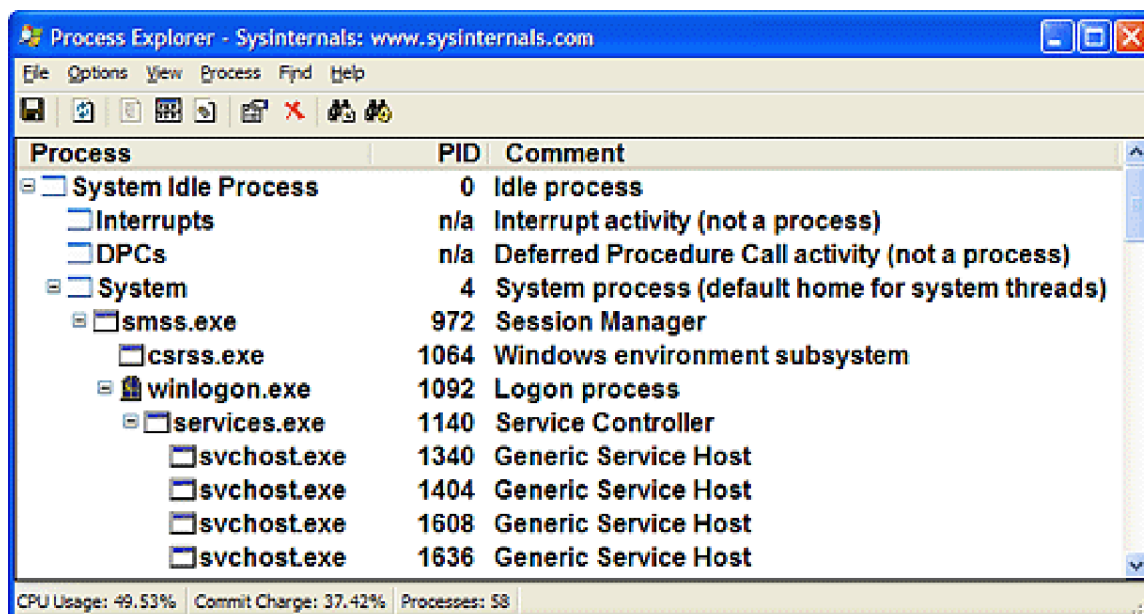 Process Explorer - Sysinternals: www.sysinternals.com
File Options View Process Find Help
Process PID Comment
System Idle Process 0 Idle process
Interrupts n/a Interrupt activity (not a process)
DPCs n/a Deferred Procedure Call activity (not a process)
System 4 System process (default home for system threads)
smss.exe 972 Session Manager
csrss.exe 1064 Windows environment subsystem
winlogon.exe 1092 Logon process
services.exe 1140 Service Controller
svchost.exe 1340 Generic Service Host
svchost.exe 1404 Generic Service Host
svchost.exe 1608 Generic Service Host
svchost.exe 1636 Generic Service Host
CPU Usage: 49.53% Commit Charge: 37.42% Processes: 58